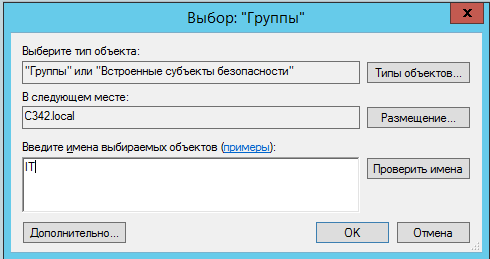 Выбор: "Группы"
x
Выберите тип объекта:
"Группы" или "Встроенные субъекты безопасности"
Типы объектов...
В следующем месте:
C342.local
Размещение...
Введите имена выбираемых объектов (примеры):
IT
Проверить имена
Дополнительно...
OK
Отмена